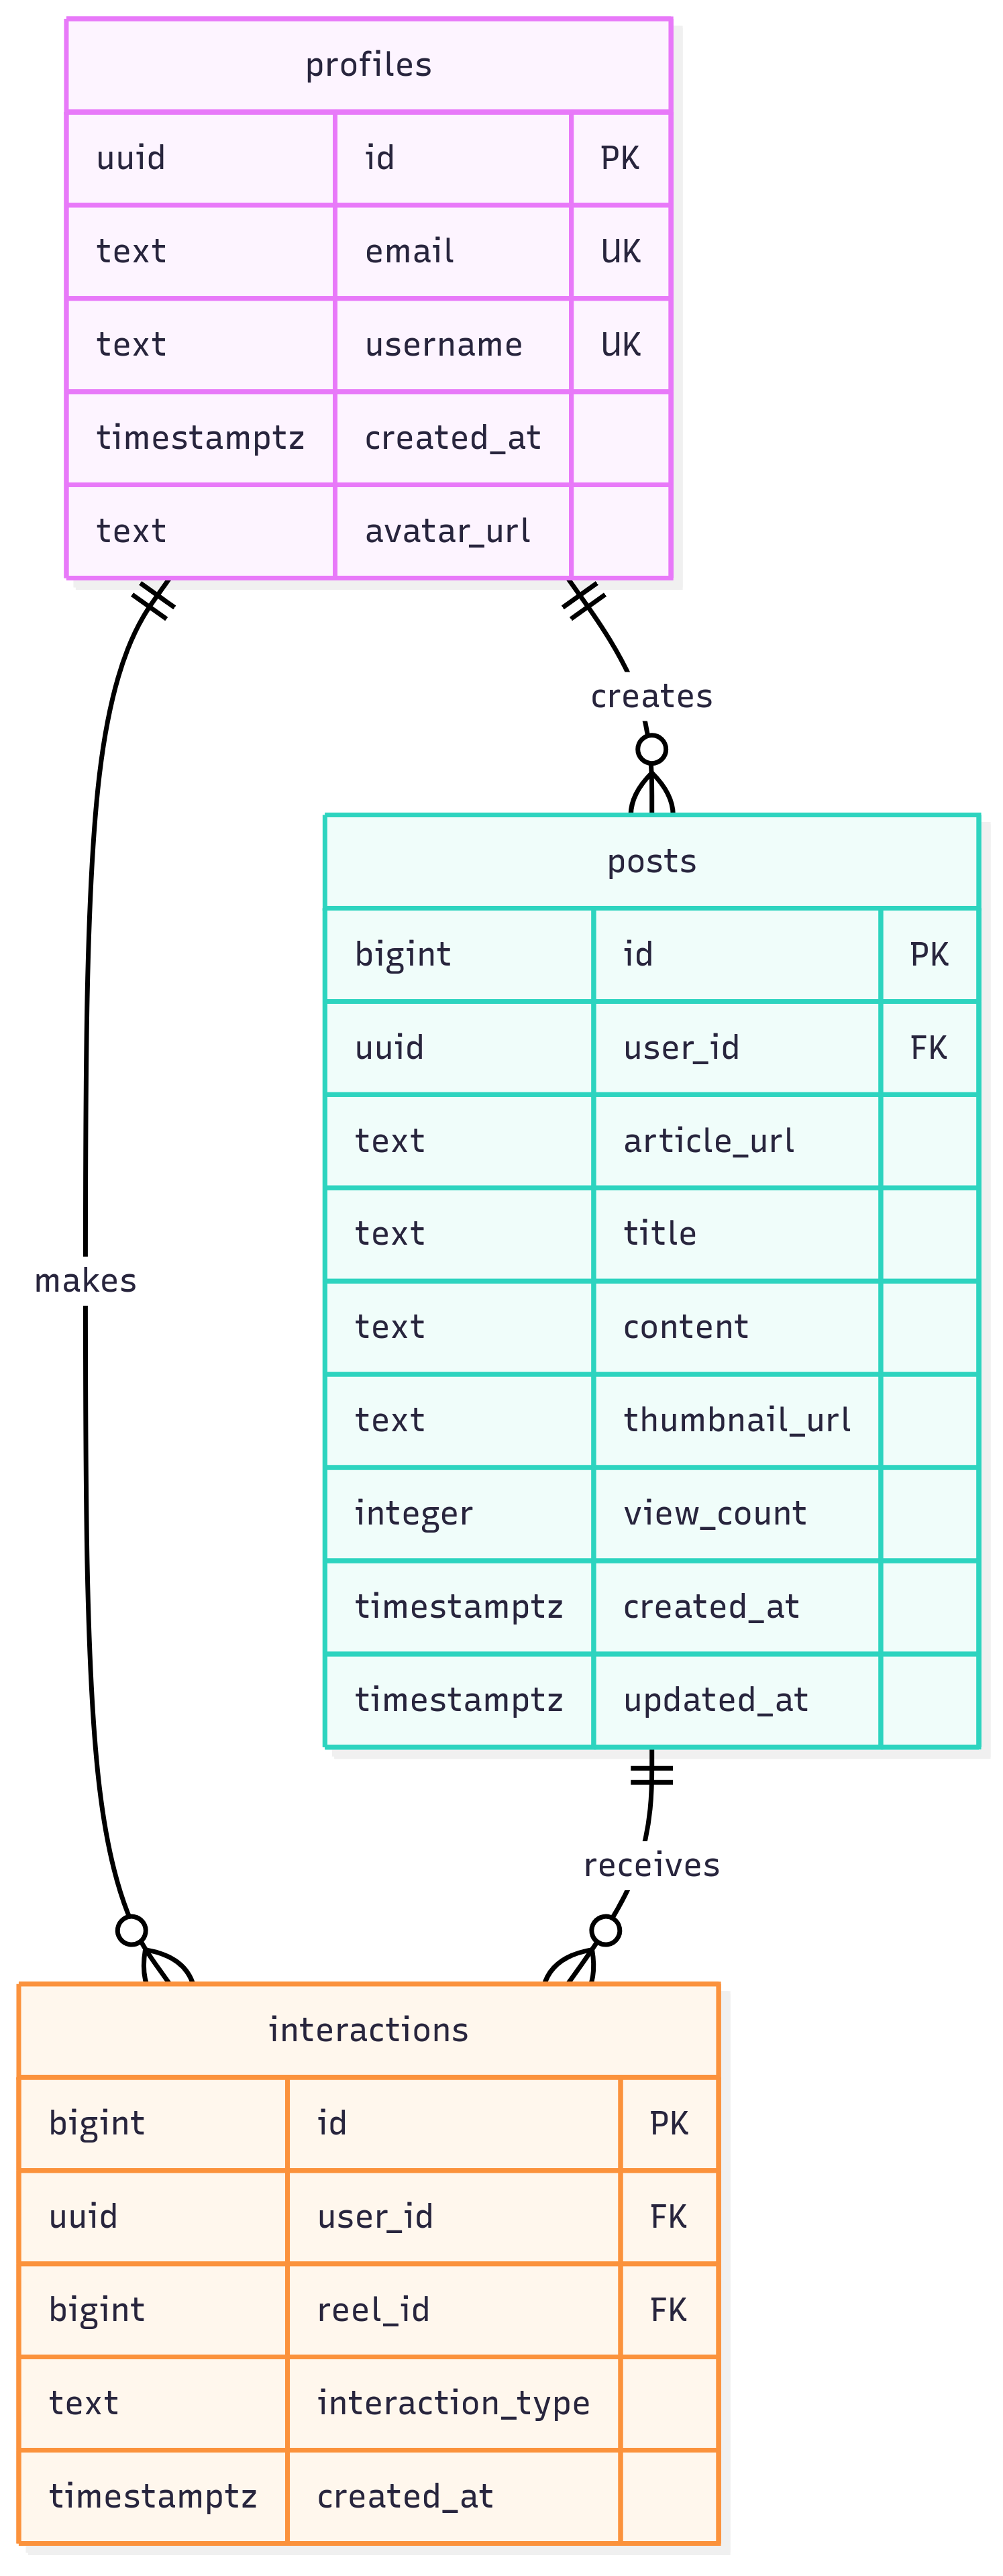 profiles
uuid id PK
text email UK
text username UK
timestamptz created_at
text avatar_url
creates
posts
bigint id PK
uuid user_id FK
text article_url
text title
text content
text thumbnail_url
integer view_count
timestamptz created_at
timestamptz updated_at
makes
receives
interactions
bigint id PK
uuid user_id FK
bigint reel_id FK
text interaction_type
timestamptz created_at